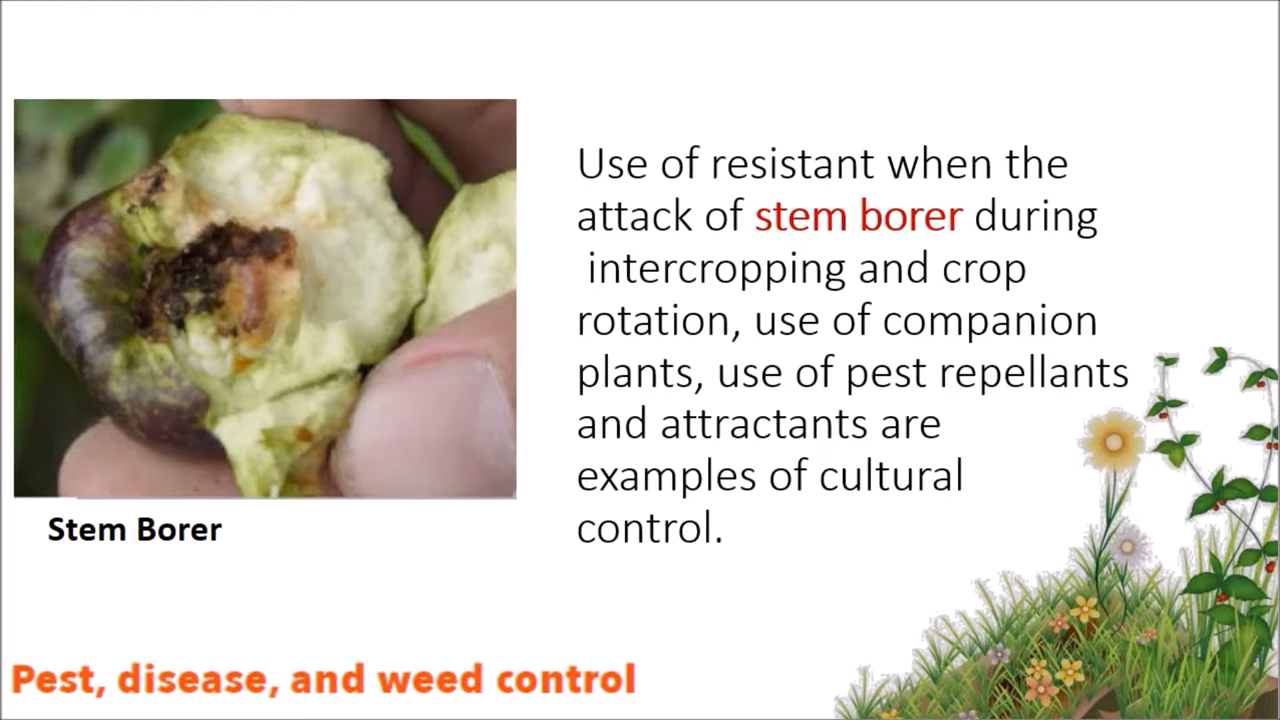 Use of resistant when the
attack of stem borer during
intercropping and crop
rotation, use of companion
plants, use of pest repellants
and attractants are
examples of cultural
control.
Stem Borer
Pest, disease, and weed control